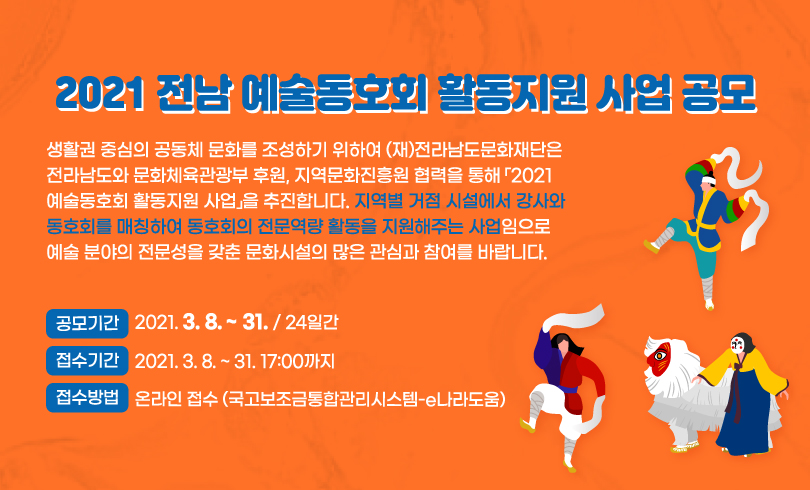 2021 전남 예술동호회 활동지원 사업 공모
생활권 중심의 공동체 문화를 조성하기 위하여 (재)전라남도문화재단은
전라남도와 문화체육관광부 후원, 지역문화진흥원 협력을 통해 「2021
예술동호회 활동지원 사업」을 추진합니다. 지역별 거점 시설에서 강사와
동호회를 매칭하여 동호회의 전문역량 활동을 지원해주는 사업임으로
예술 분야의 전문성을 갖춘 문화시설의 많은 관심과 참여를 바랍니다.
공모기간 2021. 3. 8. ~ 31. / 24일간
접수기간 2021. 3. 8. ~ 31. 17:00까지
접수방법 온라인 접수 (국고보조금통합관리시스템-e나라도움)